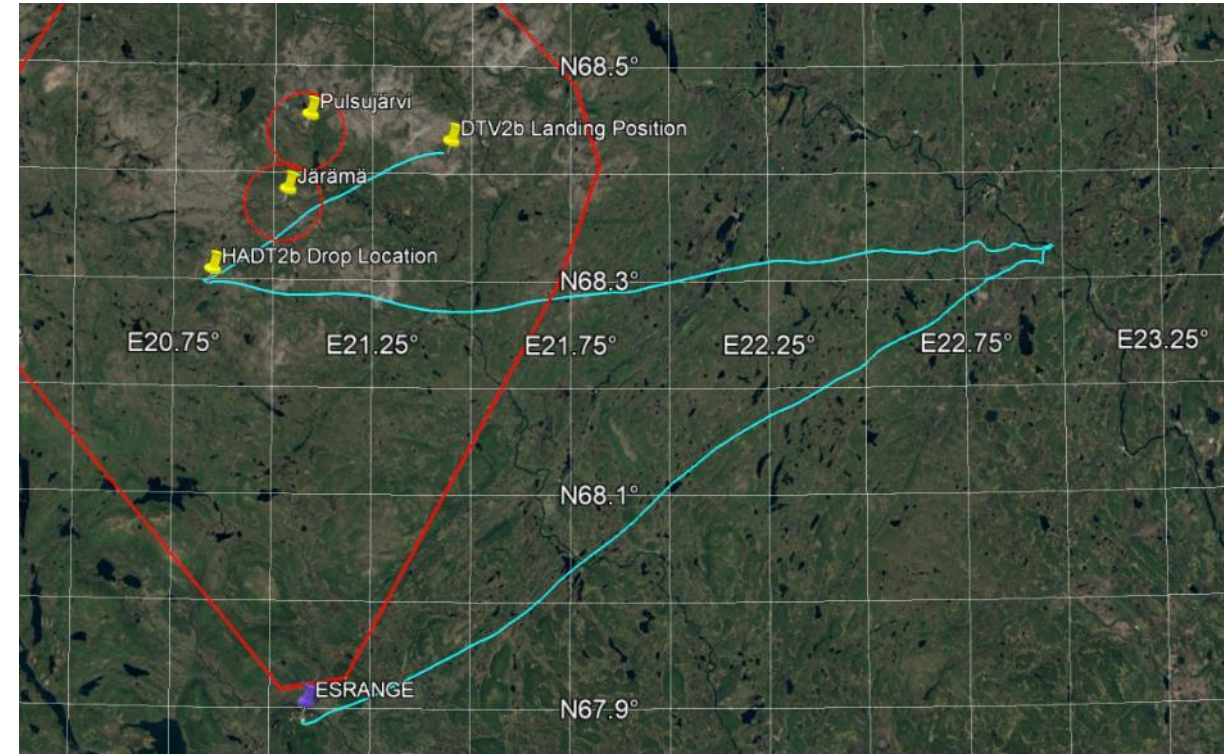 N68.5°
Pulsujärvi
DTV2b Landing Position
Järämä
HADT2b Drop Location
N68.3°
E20.75°
E21.25°
E21.75°
E22.25°
E22.75°
E23.25°
N68.1°
ESRANGE
N67.9°